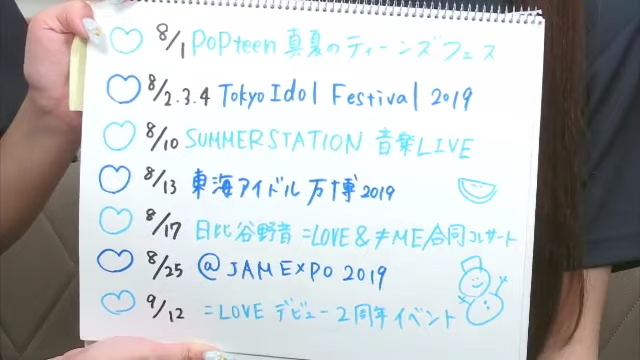 ♡ 8/1 POPteen 真夏のティーンズフェス
♡ 8/2.3.4 Tokyo Idol Festival 2019
♡ 8/10 SUMMERSTATION 音楽LIVE
♡ 8/13 東海アイドル万博2019
♡ 8/17 日比谷野音 =LOVE & ≠ME合同コンサート
♡ 8/25 @JAM EXPO 2019
♡ 9/12 =LOVE デビュー2周年イベント